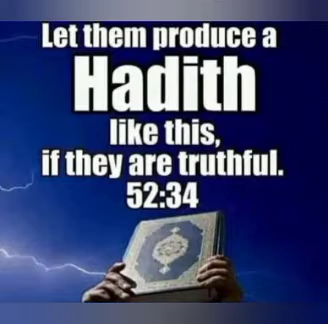 Let them produce a
Hadith
like this,
if they are truthful.
52:34